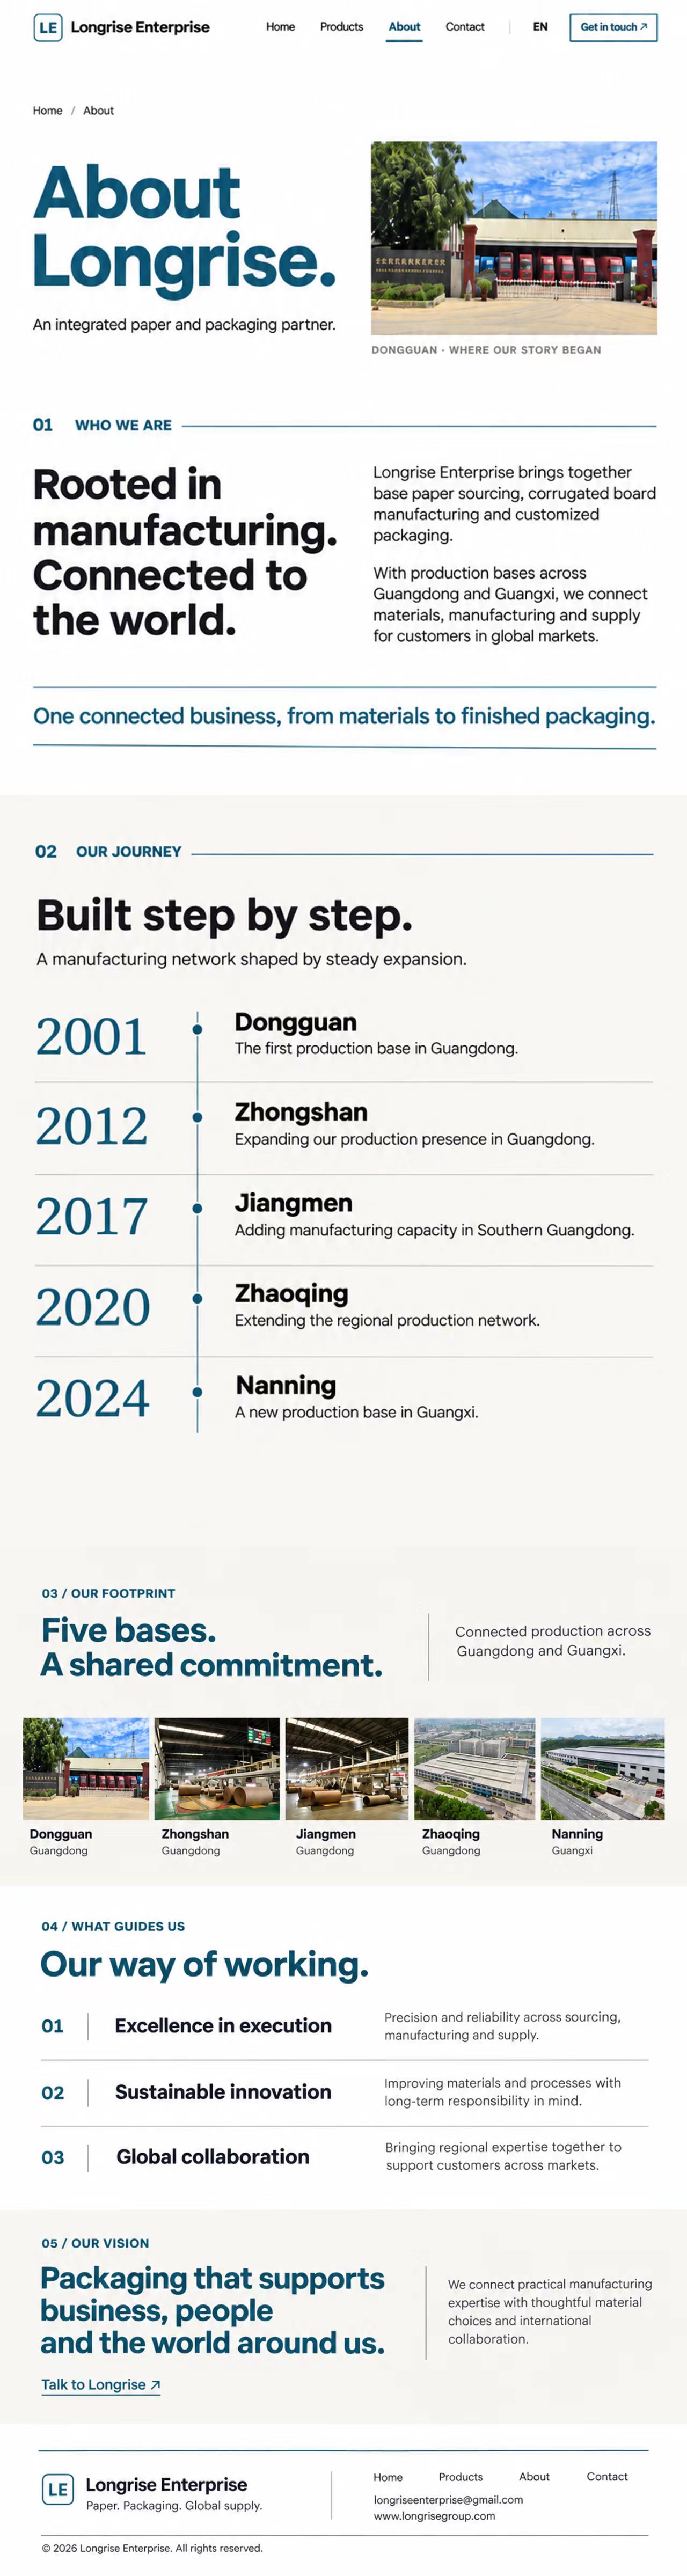 LE Longrise Enterprise Home Products About Contact EN Get in touch ↗
Home / About
About
Longrise.
An integrated paper and packaging partner.
DONGGUAN · WHERE OUR STORY BEGAN
01 WHO WE ARE
Rooted in
manufacturing.
Connected to
the world.
Longrise Enterprise brings together
base paper sourcing, corrugated board
manufacturing and customized
packaging.
With production bases across
Guangdong and Guangxi, we connect
materials, manufacturing and supply
for customers in global markets.
One connected business, from materials to finished packaging.
02 OUR JOURNEY
Built step by step.
A manufacturing network shaped by steady expansion.
2001
Dongguan
The first production base in Guangdong.
2012
Zhongshan
Expanding our production presence in Guangdong.
2017
Jiangmen
Adding manufacturing capacity in Southern Guangdong.
2020
Zhaoqing
Extending the regional production network.
2024
Nanning
A new production base in Guangxi.
03 / OUR FOOTPRINT
Five bases.
A shared commitment.
Connected production across
Guangdong and Guangxi.
Dongguan
Guangdong
Zhongshan
Guangdong
Jiangmen
Guangdong
Zhaoqing
Guangdong
Nanning
Guangxi
04 / WHAT GUIDES US
Our way of working.
01 Excellence in execution
Precision and reliability across sourcing,
manufacturing and supply.
02 Sustainable innovation
Improving materials and processes with
long-term responsibility in mind.
03 Global collaboration
Bringing regional expertise together to
support customers across markets.
05 / OUR VISION
Packaging that supports
business, people
and the world around us.
Talk to Longrise ↗
We connect practical manufacturing
expertise with thoughtful material
choices and international
collaboration.
LE Longrise Enterprise
Paper. Packaging. Global supply.
Home Products About Contact
longriseenterprise@gmail.com
www.longrisegroup.com
© 2026 Longrise Enterprise. All rights reserved.